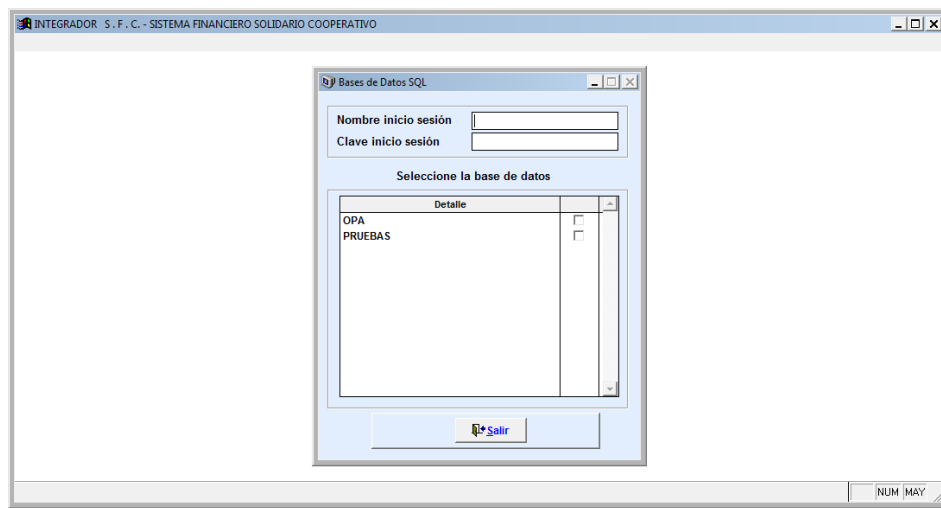 INTEGRADOR S . F . C. - SISTEMA FINANCIERO SOLIDARIO COOPERATIVO
Bases de Datos SQL
Nombre inicio sesión
Clave inicio sesión
Seleccione la base de datos
Detalle
OPA
PRUEBAS
Salir
NUM MAY